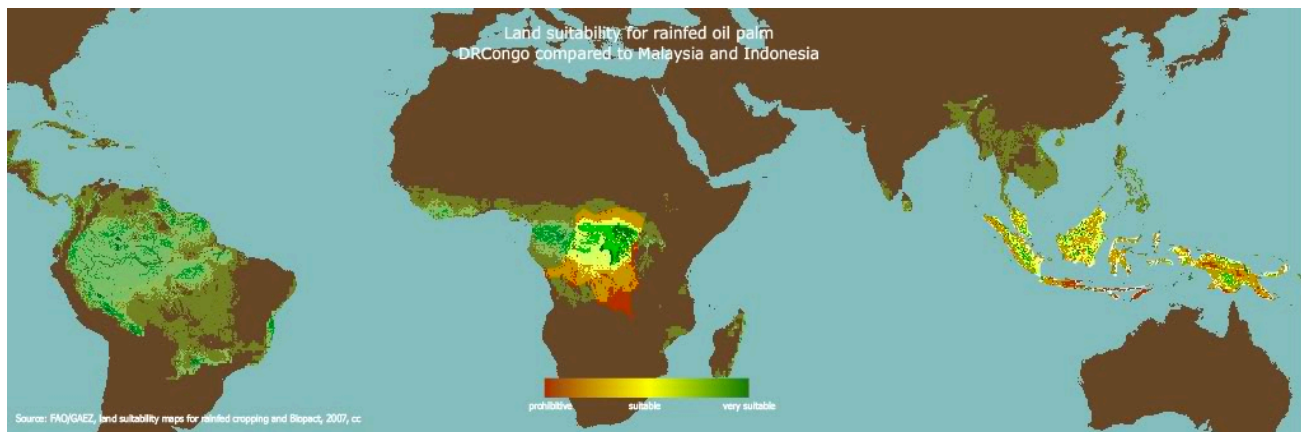 Land suitability for rainfed oil palm
DRCongo compared to Malaysia and Indonesia
prohibitive suitable very suitable
Source: FAO/GAEZ, land suitability maps for rainfed cropping and Biopact, 2007, cc